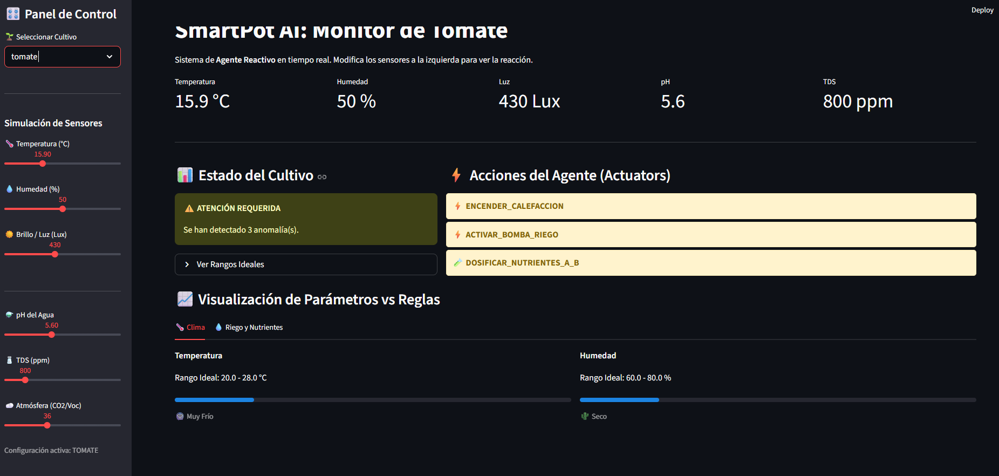 Panel de Control
Seleccionar Cultivo
tomate
Simulación de Sensores
Temperatura (°C)
15.90
Humedad (%)
50
Brillo / Luz (Lux)
430
pH del Agua
5.60
TDS (ppm)
800
Atmósfera (CO2/Voc)
36
Configuración activa: TOMATE
Deploy
SmartPot AI: Monitor de Tomate
Sistema de Agente Reactivo en tiempo real. Modifica los sensores a la izquierda para ver la reacción.
Temperatura
15.9 °C
Humedad
50 %
Luz
430 Lux
pH
5.6
TDS
800 ppm
Estado del Cultivo
ATENCIÓN REQUERIDA
Se han detectado 3 anomalía(s).
Ver Rangos Ideales
Acciones del Agente (Actuators)
ENCENDER_CALEFACCION
ACTIVAR_BOMBA_RIEGO
DOSIFICAR_NUTRIENTES_A_B
Visualización de Parámetros vs Reglas
Clima
Riego y Nutrientes
Temperatura
Rango Ideal: 20.0 - 28.0 °C
Muy Frío
Humedad
Rango Ideal: 60.0 - 80.0 %
Seco